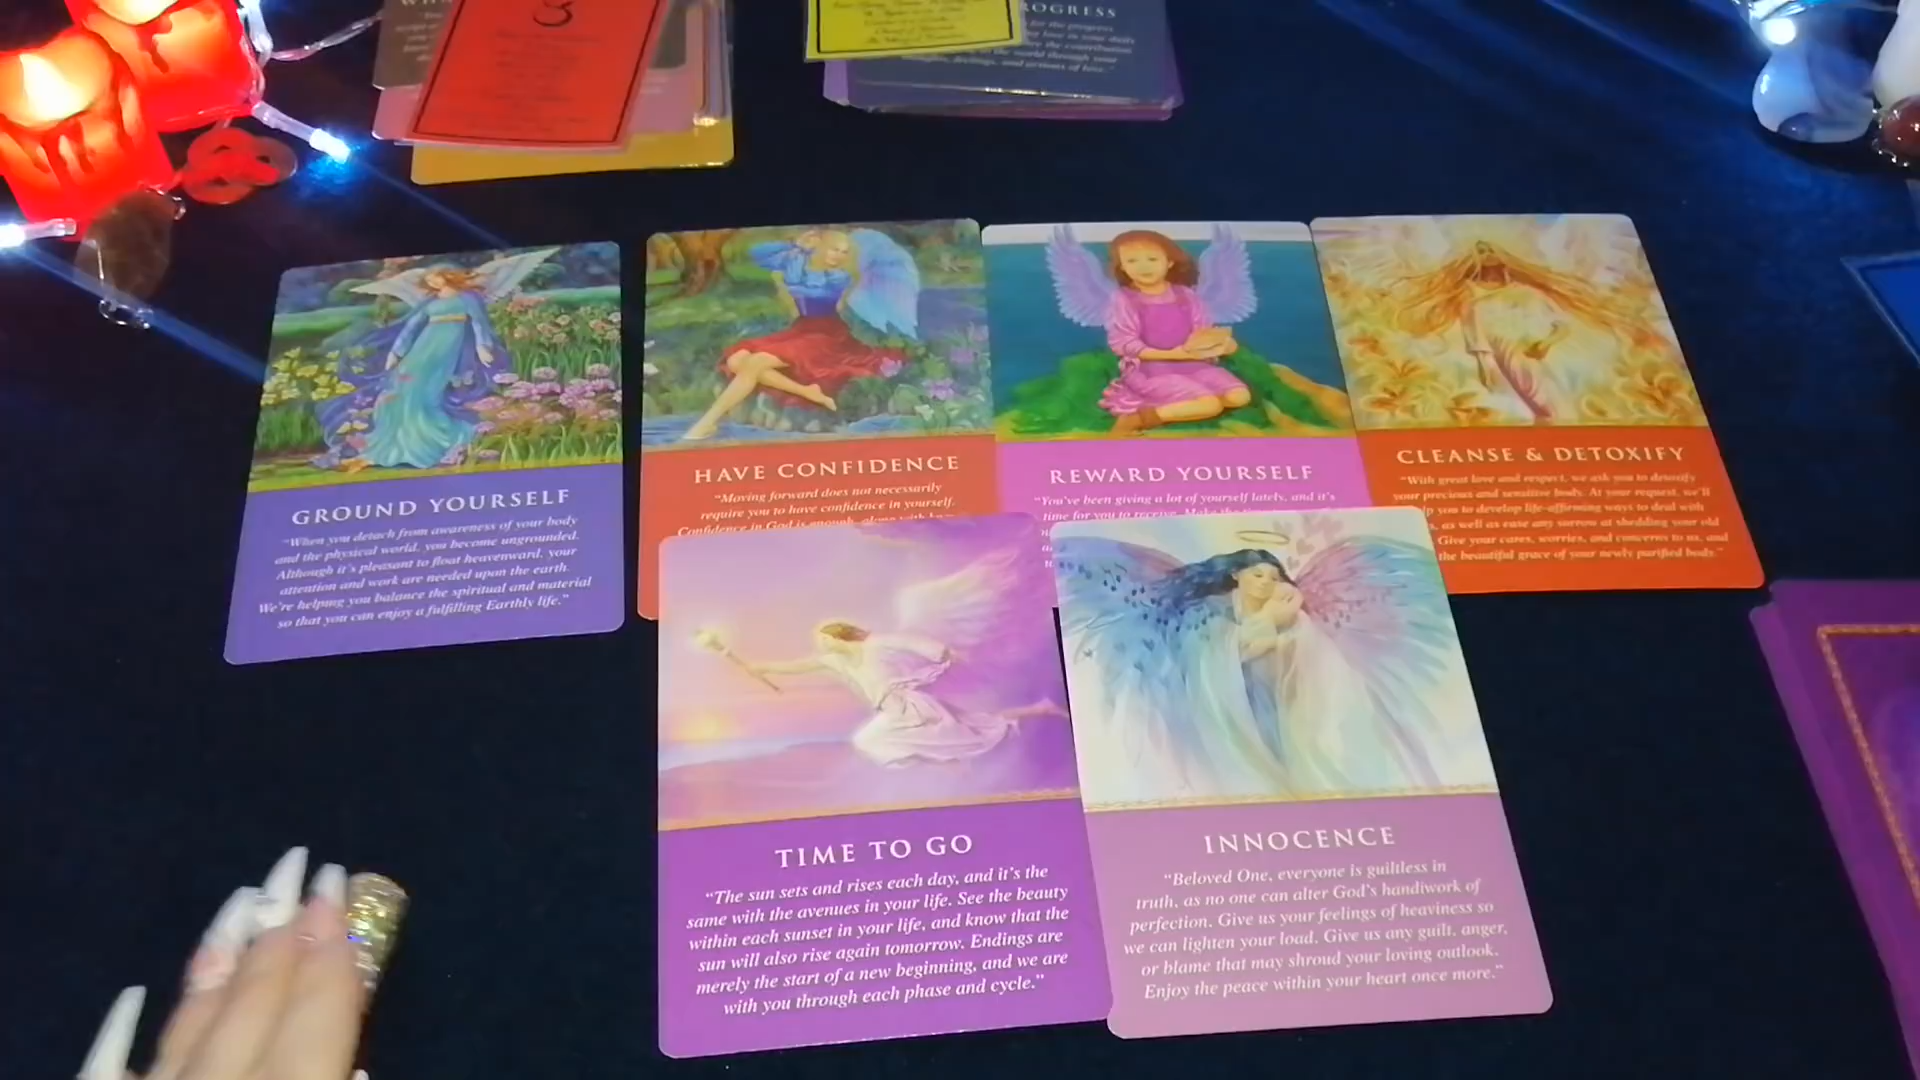 3
ROGRESS
for the progress
GROUND YOURSELF
"When you detach from awareness of your body
and the physical world, you become ungrounded.
Although it's pleasant to float heavenward, your
attention and work are needed upon the earth.
We're helping you balance the spiritual and material
so that you can enjoy a fulfilling Earthly life."
HAVE CONFIDENCE
"Moving forward does not necessarily
require you to have confidence in yourself.
Confidence in God is enough, along with
REWARD YOURSELF
"You've been giving a lot of yourself lately, and it's
time for you to receive. Make the
CLEANSE & DETOXIFY
"With great love and respect, we ask you to detoxify
your precious and sensitive body. At your request, we'll
lp you to develop life-affirming ways to deal with
s, as well as ease any sorrow at shedding your old
Give your cares, worries, and concerns to us, and
the beautiful grace of your newly purified body."
TIME TO GO
"The sun sets and rises each day, and it's the
same with the avenues in your life. See the beauty
within each sunset in your life, and know that the
sun will also rise again tomorrow. Endings are
merely the start of a new beginning, and we are
with you through each phase and cycle."
INNOCENCE
"Beloved One, everyone is guiltless in
truth, as no one can alter God's handiwork of
perfection. Give us your feelings of heaviness so
we can lighten your load. Give us any guilt, anger,
or blame that may shroud your loving outlook.
Enjoy the peace within your heart once more."